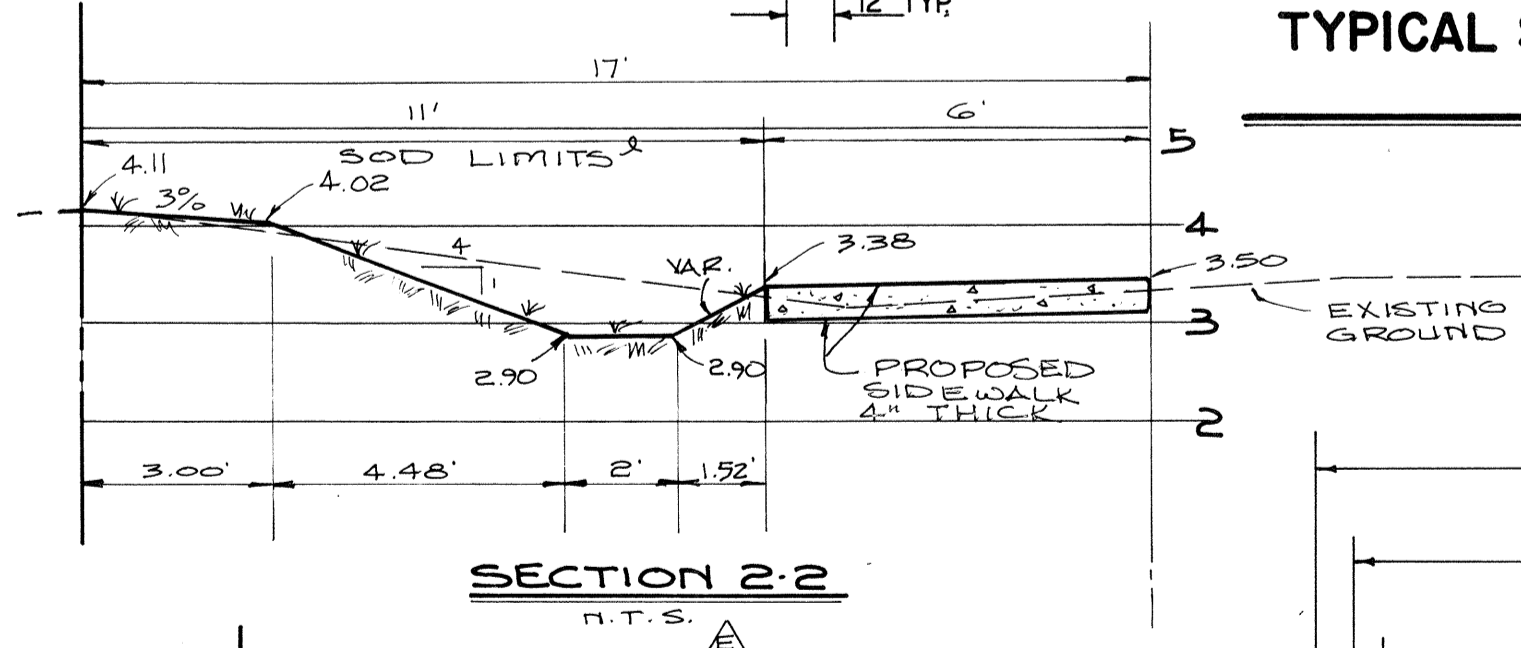 12 TYP.
TYPICAL
17'
11'
6'
SOD LIMITS
5
4.11
3%
4.02
4
4
1
VAR.
3.38
3.50
EXISTING
GROUND
3
2.90
2.90
PROPOSED
SIDEWALK
4" THICK
2
3.00'
4.48'
2'
1.52'
SECTION 2-2
N.T.S.
E